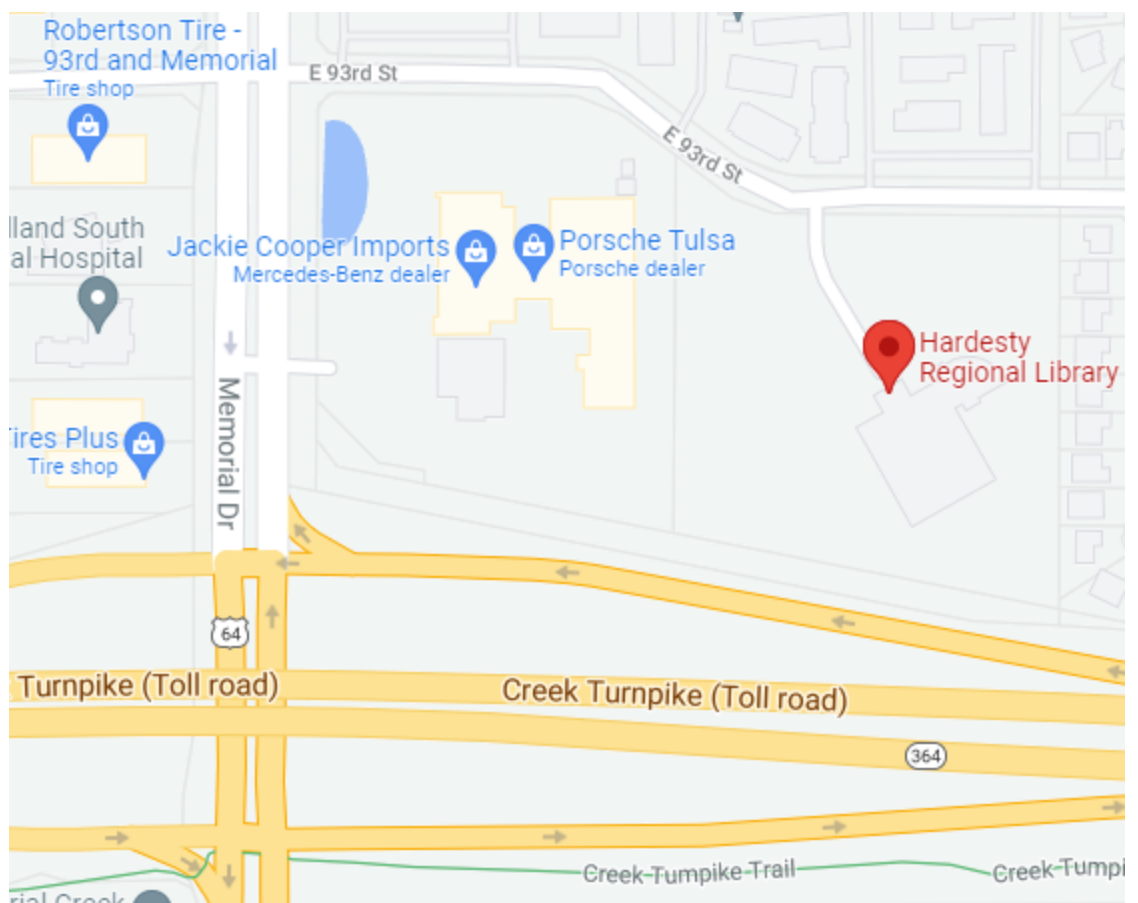 Robertson Tire -
93rd and Memorial
Tire shop
E 93rd St
E 93rd St
lland South
al Hospital
Jackie Cooper Imports
Mercedes-Benz dealer
Porsche Tulsa
Porsche dealer
Hardesty
Regional Library
Memorial Dr
ires Plus
Tire shop
64
Turnpike (Toll road)
Creek Turnpike (Toll road)
364
Creek Turnpike Trail
Creek Turnpi
rial Creek